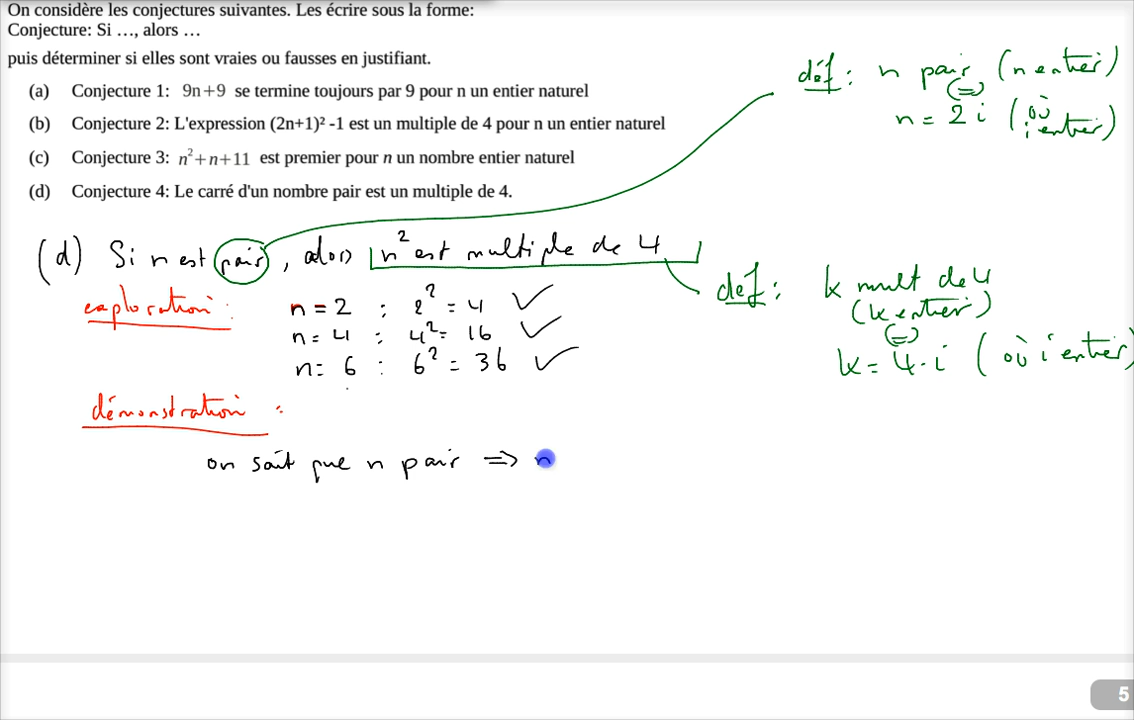 On considère les conjectures suivantes. Les écrire sous la forme:
Conjecture: Si …, alors …
puis déterminer si elles sont vraies ou fausses en justifiant.
(a) Conjecture 1: 9n+9 se termine toujours par 9 pour n un entier naturel
(b) Conjecture 2: L'expression (2n+1)² -1 est un multiple de 4 pour n un entier naturel
(c) Conjecture 3: n²+n+11 est premier pour n un nombre entier naturel
(d) Conjecture 4: Le carré d'un nombre pair est un multiple de 4.
déf : n pair (n entier)
(=)
n = 2i (où i entier)
(d) Si n est pair, alors n² est multiple de 4
def : k mult de 4
(k entier)
(=)
k = 4·i (où i entier)
exploration :
n = 2 : 2² = 4 ✓
n = 4 : 4² = 16 ✓
n = 6 : 6² = 36 ✓
démonstration :
on sait que n pair => n
5